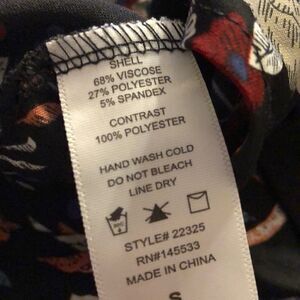 SHELL
68% VISCOSE
27% POLYESTER
5% SPANDEX
CONTRAST
100% POLYESTER
HAND WASH COLD
DO NOT BLEACH
LINE DRY
STYLE# 22325
RN#145533
MADE IN CHINA
S